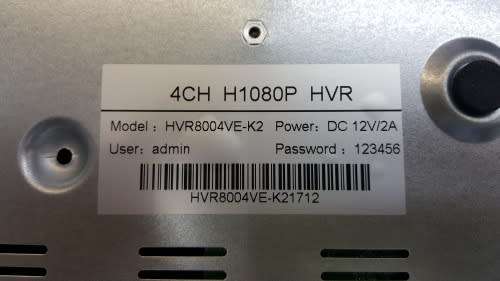 4CH H1080P HVR
Model : HVR8004VE-K2 Power: DC 12V/2A
User: admin Password : 123456
HVR8004VE-K21712